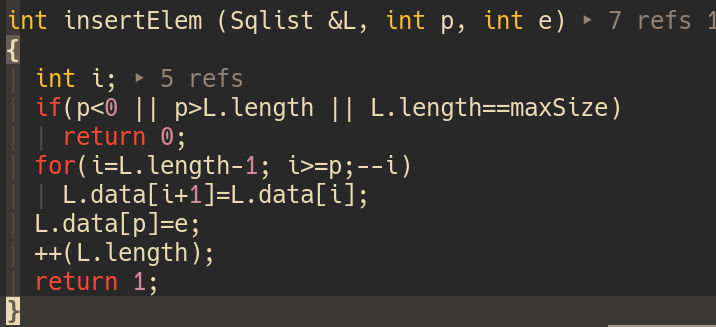 int insertElem (Sqlist &L, int p, int e) ‣ 7 refs 1
{
int i; ‣ 5 refs
if(p<0 || p>L.length || L.length==maxSize)
return 0;
for(i=L.length-1; i>=p;--i)
L.data[i+1]=L.data[i];
L.data[p]=e;
++(L.length);
return 1;
}